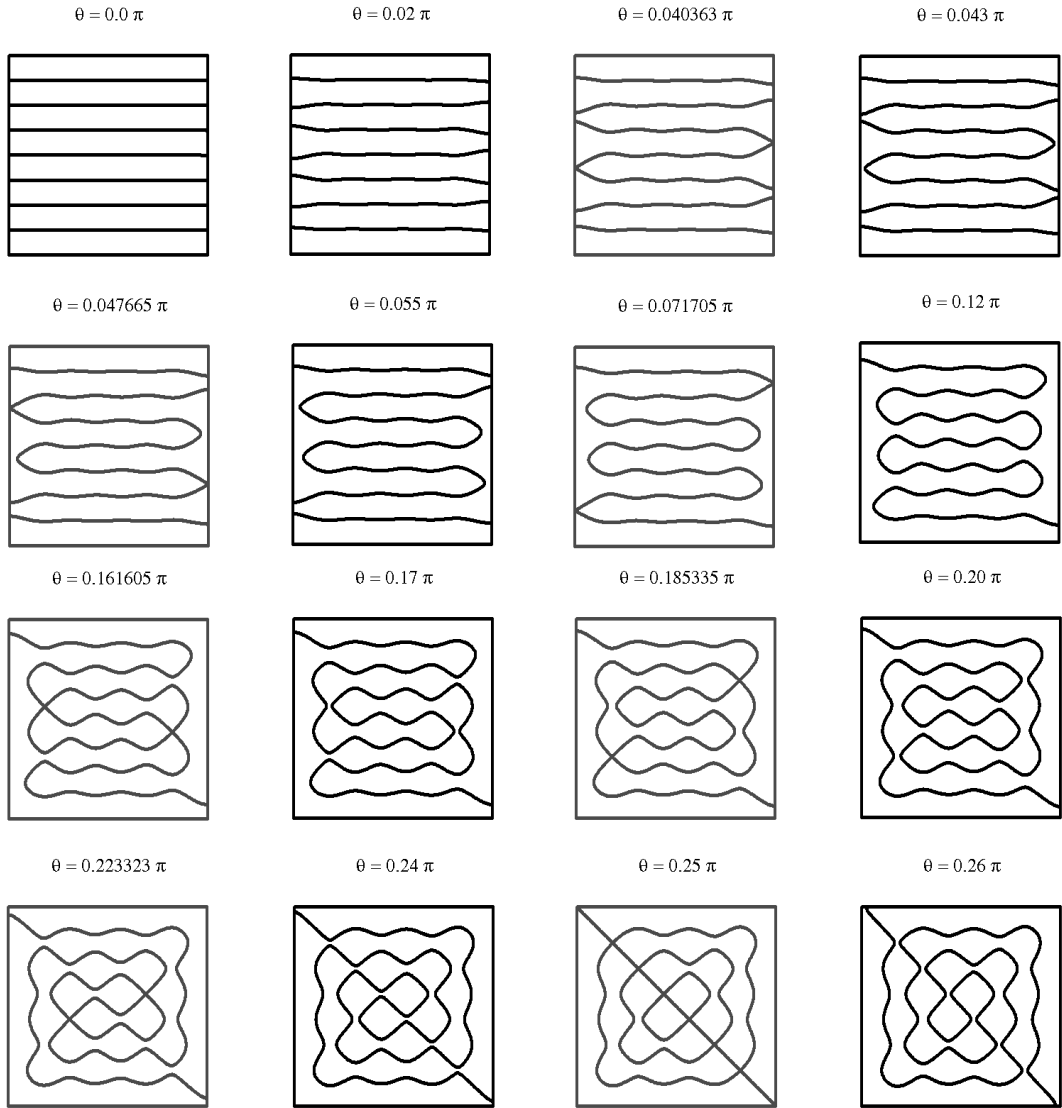 θ = 0.0 π θ = 0.02 π θ = 0.040363 π θ = 0.043 π
θ = 0.047665 π θ = 0.055 π θ = 0.071705 π θ = 0.12 π
θ = 0.161605 π θ = 0.17 π θ = 0.185335 π θ = 0.20 π
θ = 0.223323 π θ = 0.24 π θ = 0.25 π θ = 0.26 π